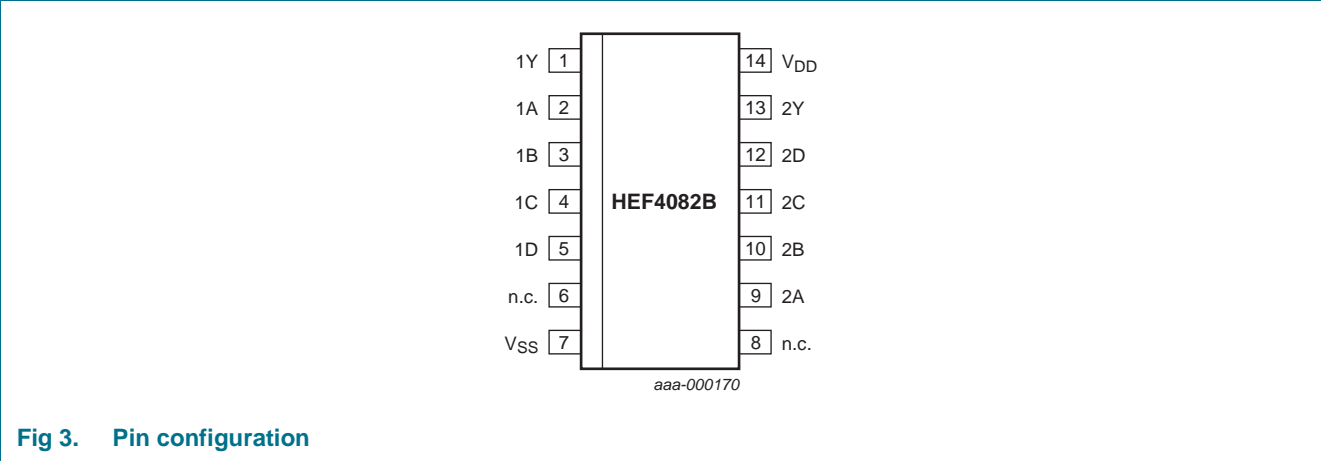 1Y 1 14 VDD
1A 2 13 2Y
1B 3 12 2D
1C 4 HEF4082B 11 2C
1D 5 10 2B
n.c. 6 9 2A
VSS 7 8 n.c.
aaa-000170
Fig 3. Pin configuration